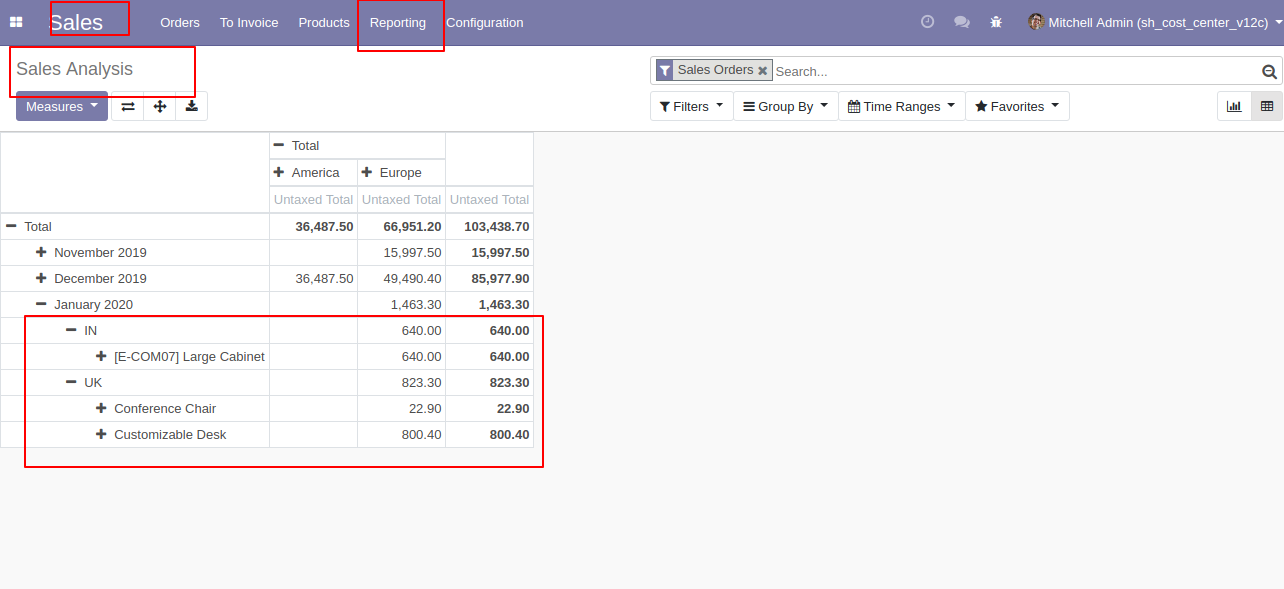 Sales Orders To Invoice Products Reporting Configuration Mitchell Admin (sh_cost_center_v12c)
Sales Analysis
Sales Orders Search...
Measures Filters Group By Time Ranges Favorites
Total
America Europe
Untaxed Total Untaxed Total Untaxed Total
Total 36,487.50 66,951.20 103,438.70
November 2019 15,997.50 15,997.50
December 2019 36,487.50 49,490.40 85,977.90
January 2020 1,463.30 1,463.30
IN 640.00 640.00
[E-COM07] Large Cabinet 640.00 640.00
UK 823.30 823.30
Conference Chair 22.90 22.90
Customizable Desk 800.40 800.40